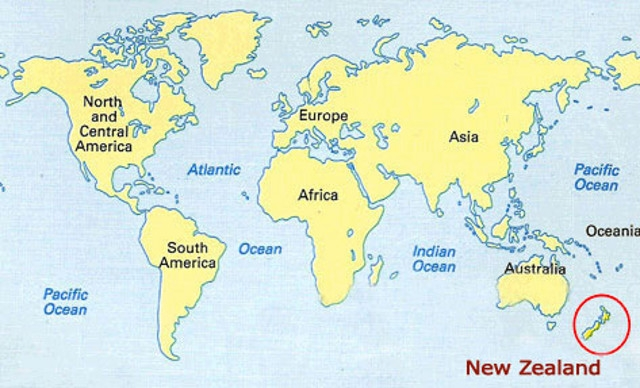 North
and
Central
America
Europe
Asia
Atlantic
Pacific
Ocean
Africa
Oceania
South
America
Ocean
Indian
Ocean
Australia
Pacific
Ocean
New Zealand